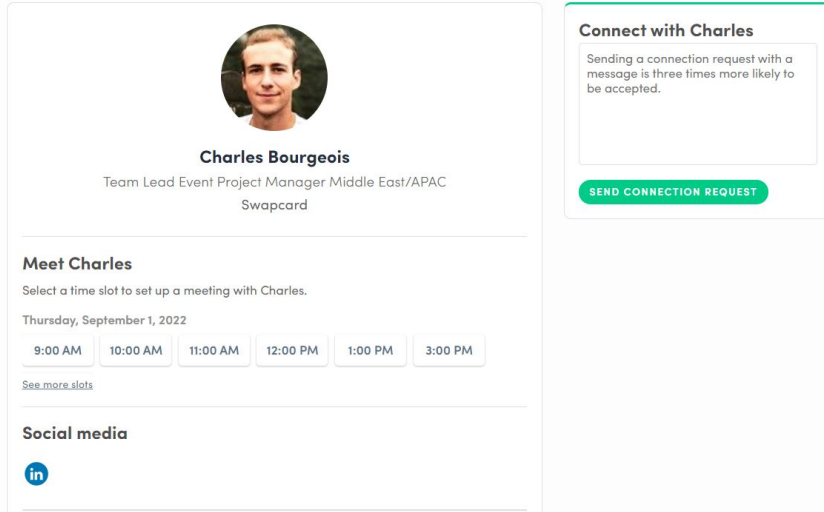 Charles Bourgeois
Team Lead Event Project Manager Middle East/APAC
Swapcard
Meet Charles
Select a time slot to set up a meeting with Charles.
Thursday, September 1, 2022
9:00 AM 10:00 AM 11:00 AM 12:00 PM 1:00 PM 3:00 PM
See more slots
Social media
in
Connect with Charles
Sending a connection request with a
message is three times more likely to
be accepted.
SEND CONNECTION REQUEST